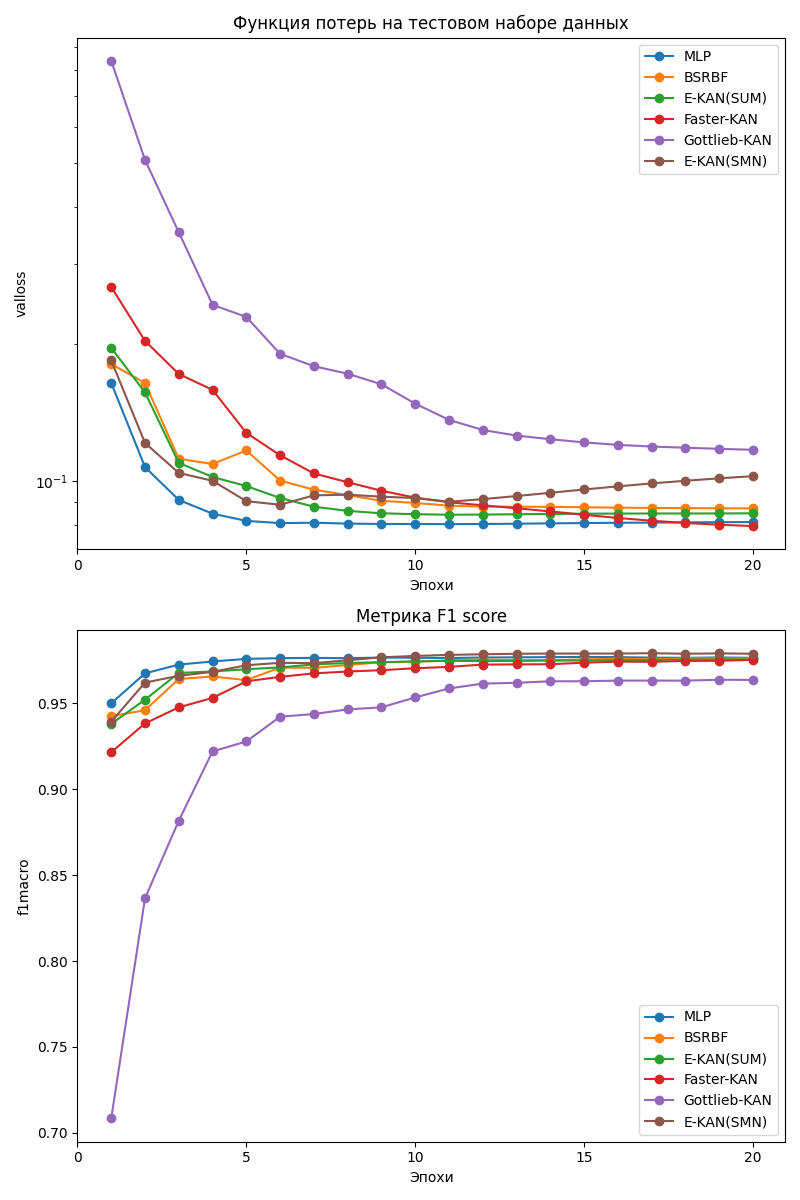 Функция потерь на тестовом наборе данных
valloss
10⁻¹
MLP
BSRBF
E-KAN(SUM)
Faster-KAN
Gottlieb-KAN
E-KAN(SMN)
0 5 10 15 20
Эпохи
Метрика F1 score
f1macro
0.95
0.90
0.85
0.80
0.75
0.70
MLP
BSRBF
E-KAN(SUM)
Faster-KAN
Gottlieb-KAN
E-KAN(SMN)
0 5 10 15 20
Эпохи